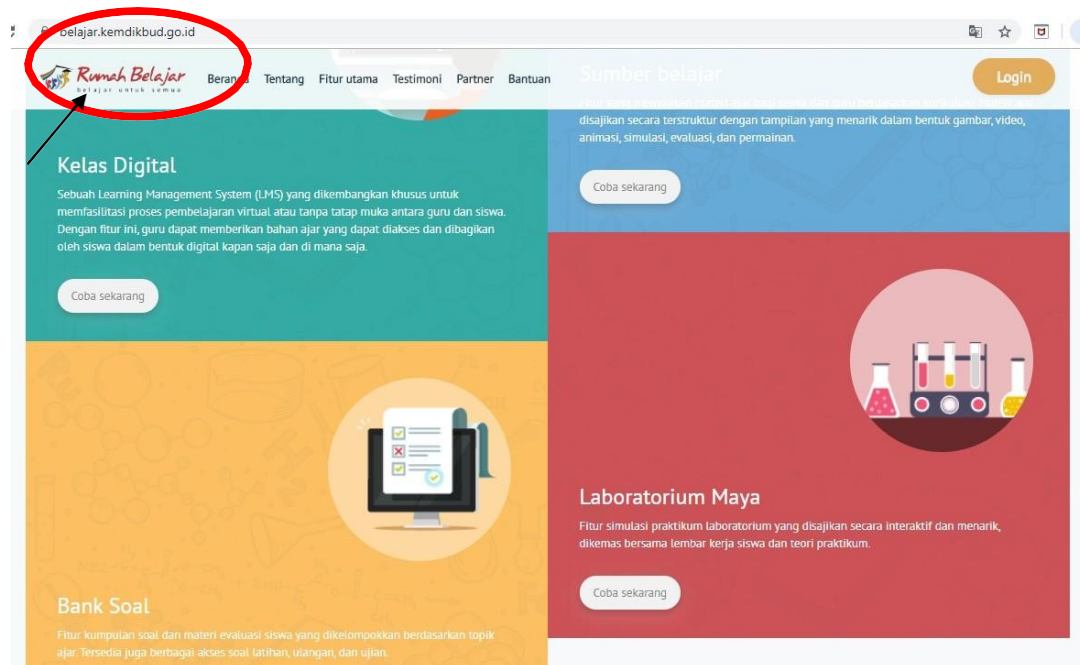 belajar.kemdikbud.go.id
Rumah Belajar
belajar untuk semua
Beranda Tentang Fitur utama Testimoni Partner Bantuan
Login
Kelas Digital
Sebuah Learning Management System (LMS) yang dikembangkan khusus untuk
memfasilitasi proses pembelajaran virtual atau tanpa tatap muka antara guru dan siswa.
Dengan fitur ini, guru dapat memberikan bahan ajar yang dapat diakses dan dibagikan
oleh siswa dalam bentuk digital kapan saja dan di mana saja.
Coba sekarang
Sumber belajar
disajikan secara terstruktur dengan tampilan yang menarik dalam bentuk gambar, video,
animasi, simulasi, evaluasi, dan permainan.
Coba sekarang
Bank Soal
Fitur kumpulan soal dan materi evaluasi siswa yang dikelompokkan berdasarkan topik
ajar. Tersedia juga berbagai akses soal latihan, ulangan, dan ujian.
Laboratorium Maya
Fitur simulasi praktikum laboratorium yang disajikan secara interaktif dan menarik,
dikemas bersama lembar kerja siswa dan teori praktikum.
Coba sekarang